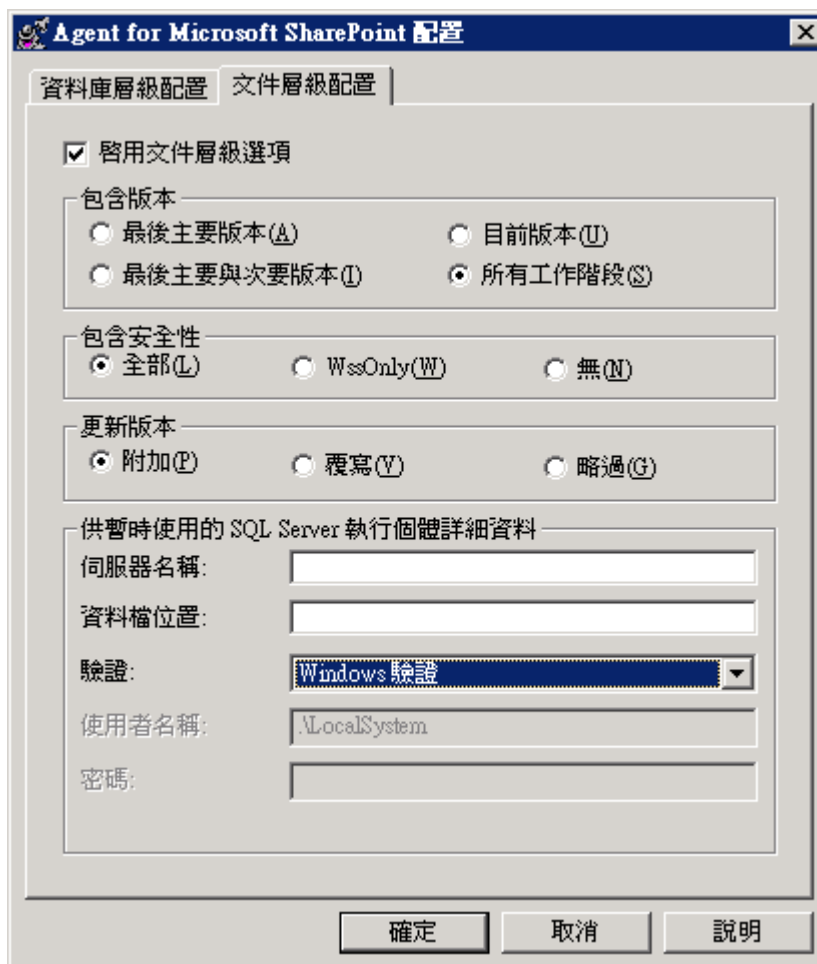 Agent for Microsoft SharePoint 配置
資料庫層級配置 文件層級配置
啓用文件層級選項
包含版本
最後主要版本(A) 目前版本(U)
最後主要與次要版本(I) 所有工作階段(S)
包含安全性
全部(L) WssOnly(W) 無(N)
更新版本
附加(P) 覆寫(V) 略過(G)
供暫時使用的 SQL Server 執行個體詳細資料
伺服器名稱:
資料檔位置:
驗證: Windows 驗證
使用者名稱: .\LocalSystem
密碼:
確定 取消 說明